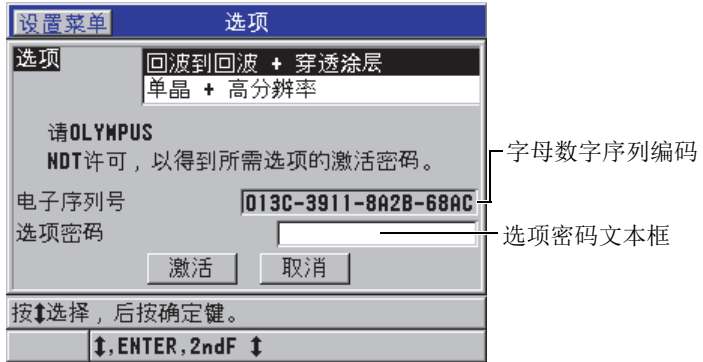 设置菜单 选项
选项 回波到回波 + 穿透涂层
单晶 + 高分辨率
请OLYMPUS
NDT许可，以得到所需选项的激活密码。
电子序列号 013C-3911-8A2B-68AC
字母数字序列编码
选项密码
选项密码文本框
激活 取消
按↕选择，后按确定键。
↕,ENTER,2ndF ↕